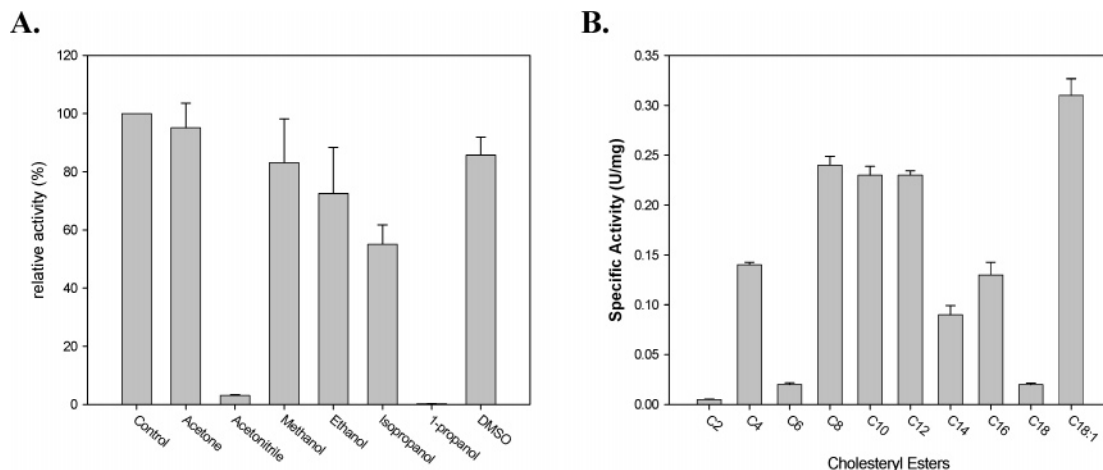 A.
120
100
80
60
40
20
0
relative activity (%)
Control
Acetone
Acetonitrile
Methanol
Ethanol
Isopropanol
1-propanol
DMSO
B.
0.35
0.30
0.25
0.20
0.15
0.10
0.05
0.00
Specific Activity (U/mg)
C2
C4
C6
C8
C10
C12
C14
C16
C18
C18:1
Cholesteryl Esters